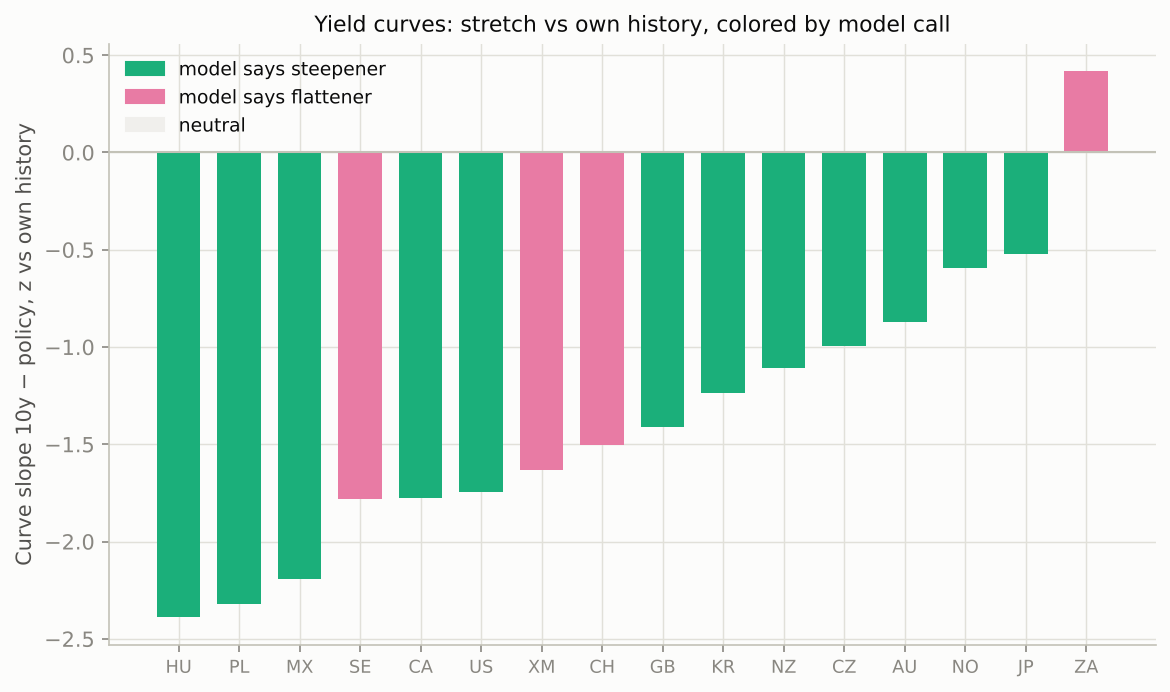 Yield curves: stretch vs own history, colored by model call
model says steepener
model says flattener
neutral
Curve slope 10y − policy, z vs own history
0.5
0.0
−0.5
−1.0
−1.5
−2.0
−2.5
HU PL MX SE CA US XM CH GB KR NZ CZ AU NO JP ZA